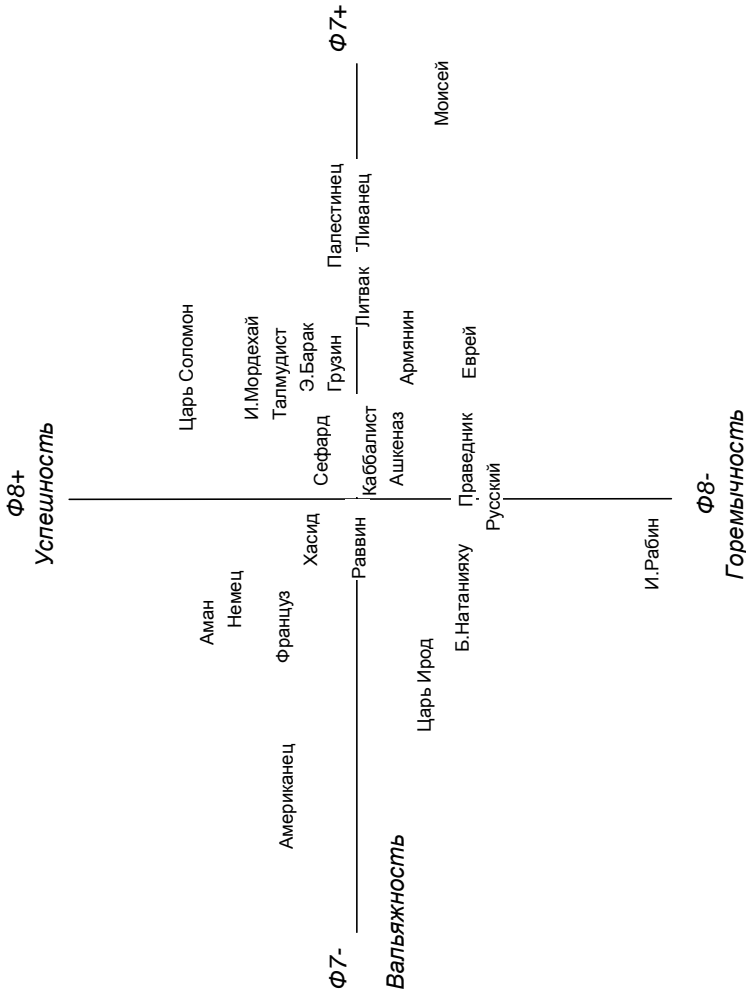 Ф8+
Успешность
Царь Соломон
Аман
Немец
И.Мордехай
Талмудист
Француз
Американец
Э.Барак
Хасид
Сефард
Грузин
Палестинец
Ф7-
Ф7+
Раввин
Каббалист
Литвак
Ливанец
Вальяжность
Ашкеназ
Армянин
Царь Ирод
Моисей
Б.Натанияху
Праведник
Еврей
Русский
И.Рабин
Ф8-
Горемычность